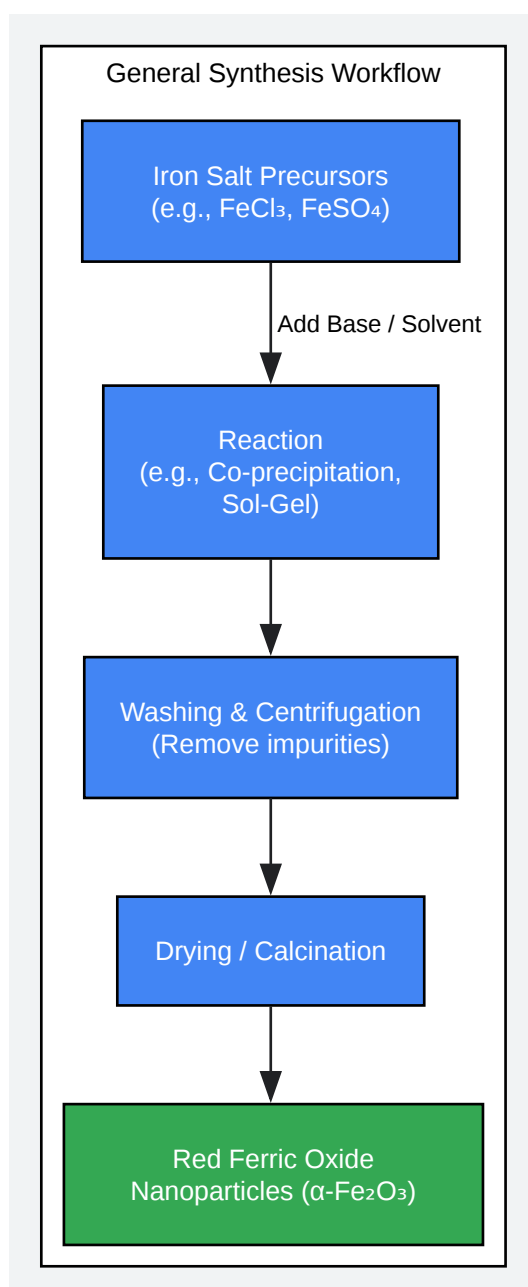 General Synthesis Workflow
Iron Salt Precursors
(e.g., FeCl₃, FeSO₄)
Add Base / Solvent
Reaction
(e.g., Co-precipitation,
Sol-Gel)
Washing & Centrifugation
(Remove impurities)
Drying / Calcination
Red Ferric Oxide
Nanoparticles (α-Fe₂O₃)